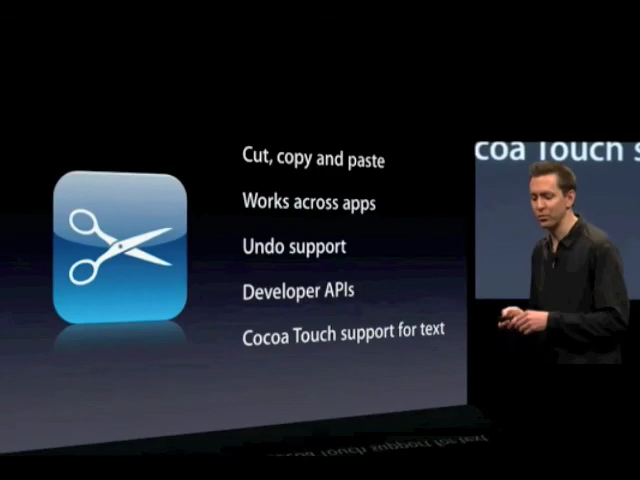 Cut, copy and paste
Works across apps
Undo support
Developer APIs
Cocoa Touch support for text
coa Touch s